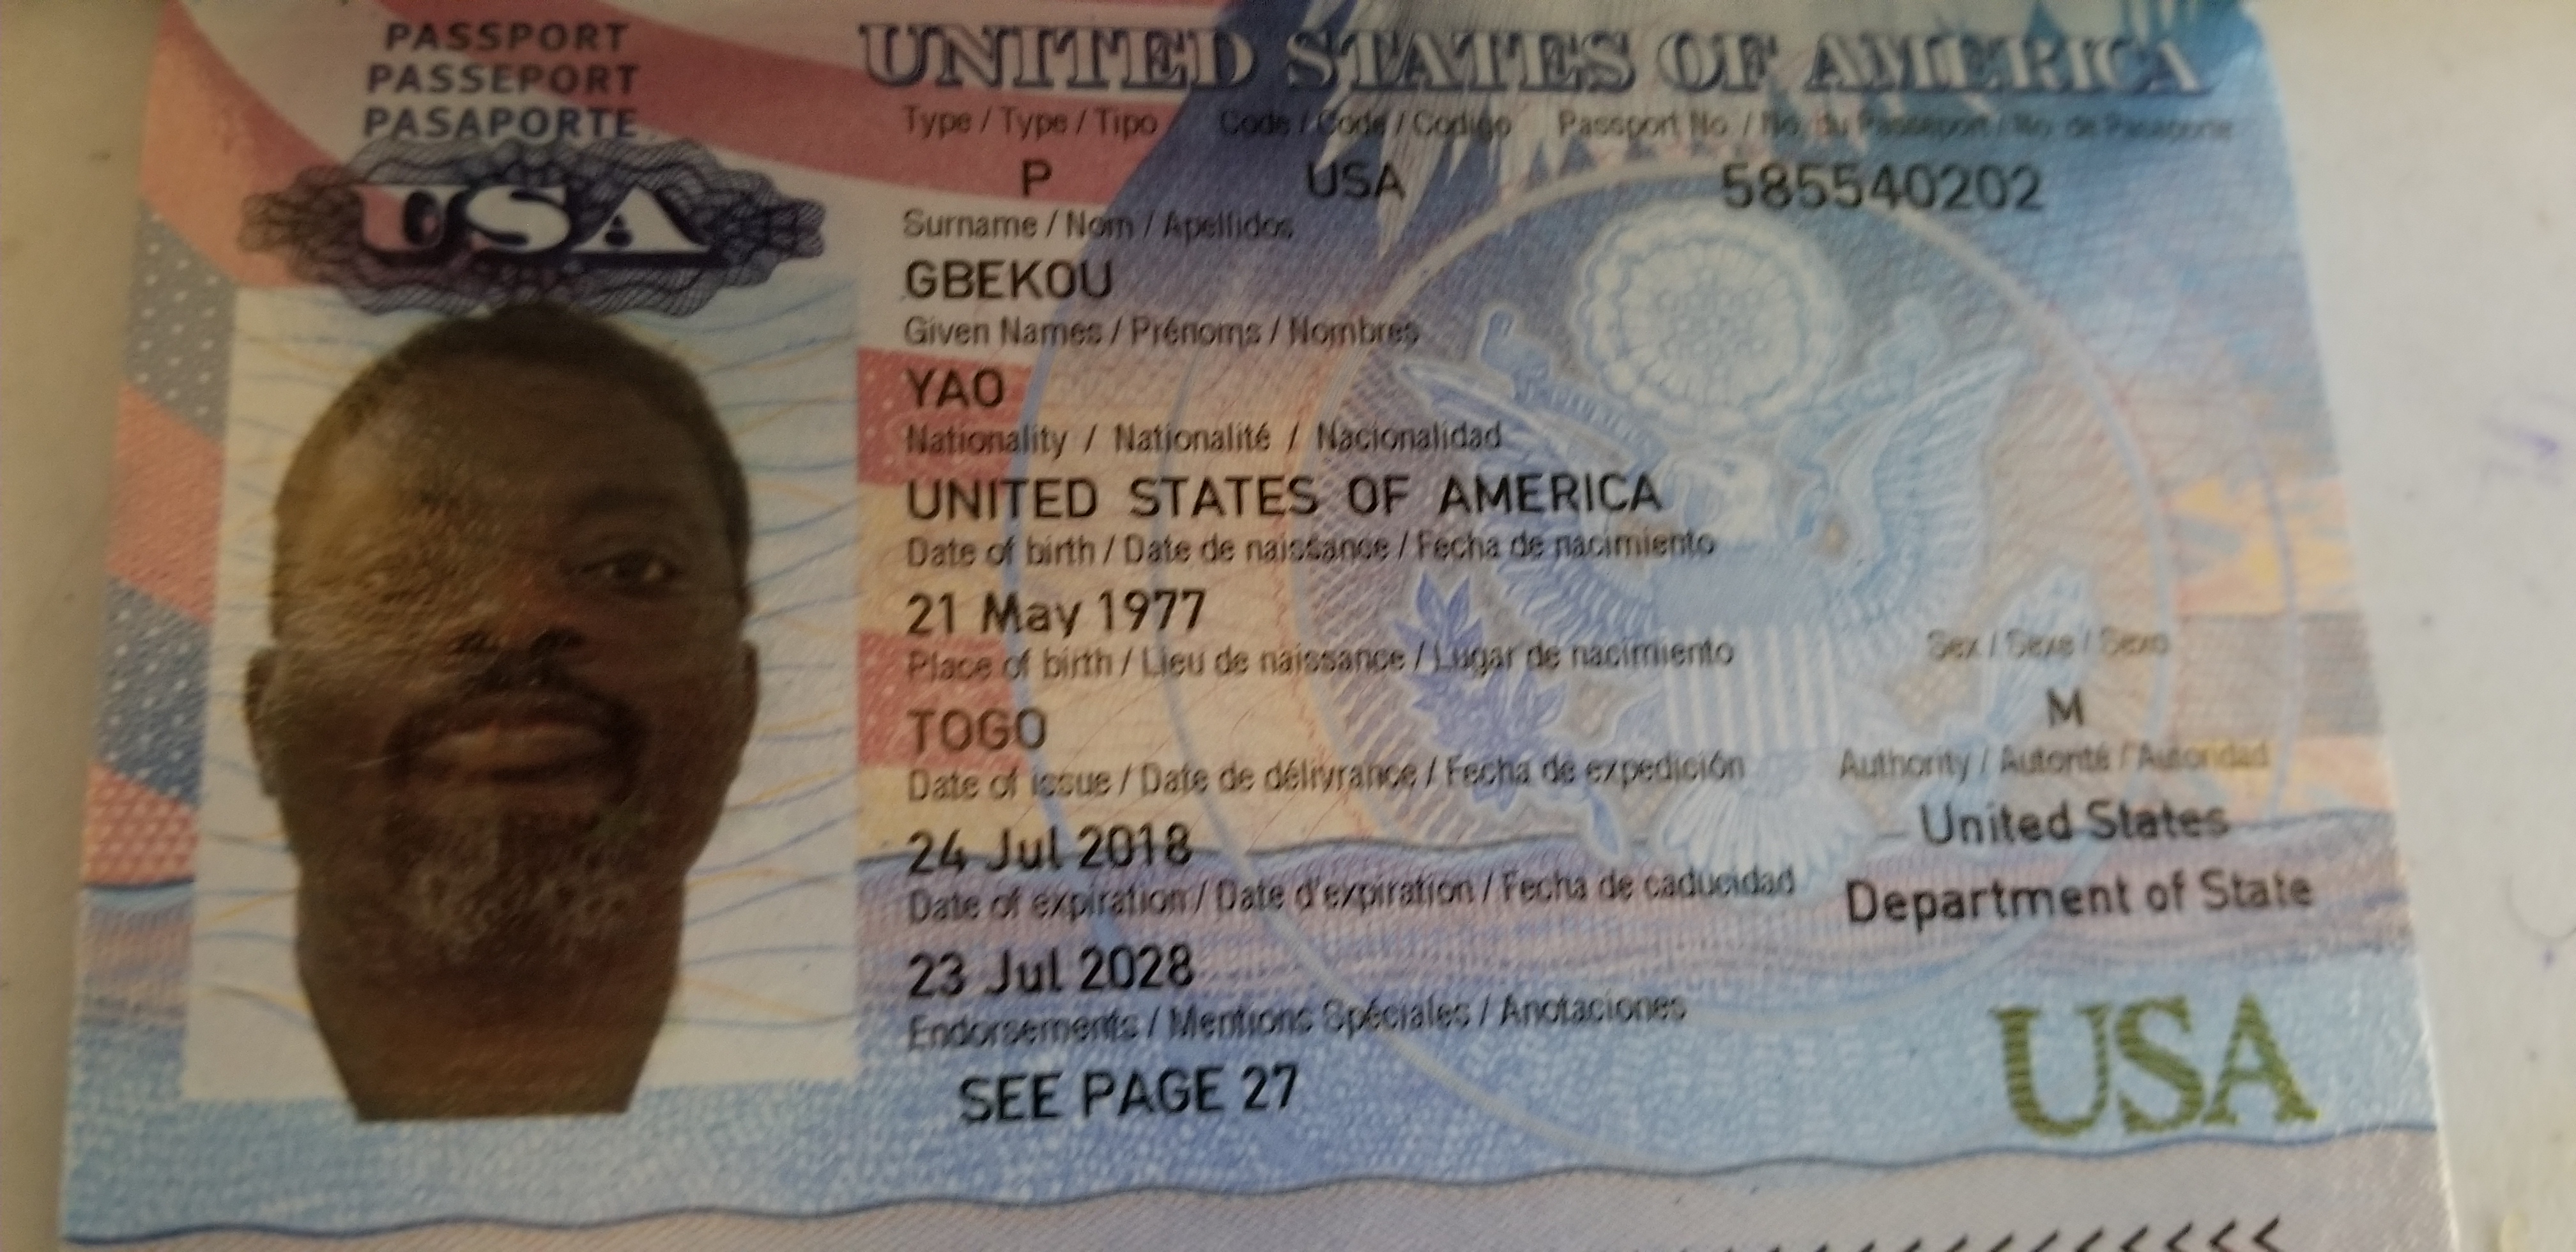 PASSPORT
PASSEPORT
PASAPORTE
USA
UNITED STATES OF AMERICA
Type / Type / Tipo Code / Code / Codigo Passport No. / No. du Passeport / No. de Pasaporte
P USA 585540202
Surname / Nom / Apellidos
GBEKOU
Given Names / Prénoms / Nombres
YAO
Nationality / Nationalité / Nacionalidad
UNITED STATES OF AMERICA
Date of birth / Date de naissance / Fecha de nacimiento
21 May 1977
Place of birth / Lieu de naissance / Lugar de nacimiento Sex / Sexe / Sexo
TOGO M
Date of issue / Date de délivrance / Fecha de expedición Authority / Autorité / Autoridad
24 Jul 2018 United States
Date of expiration / Date d'expiration / Fecha de caducidad Department of State
23 Jul 2028
Endorsements / Mentions Spéciales / Anotaciones
SEE PAGE 27
USA